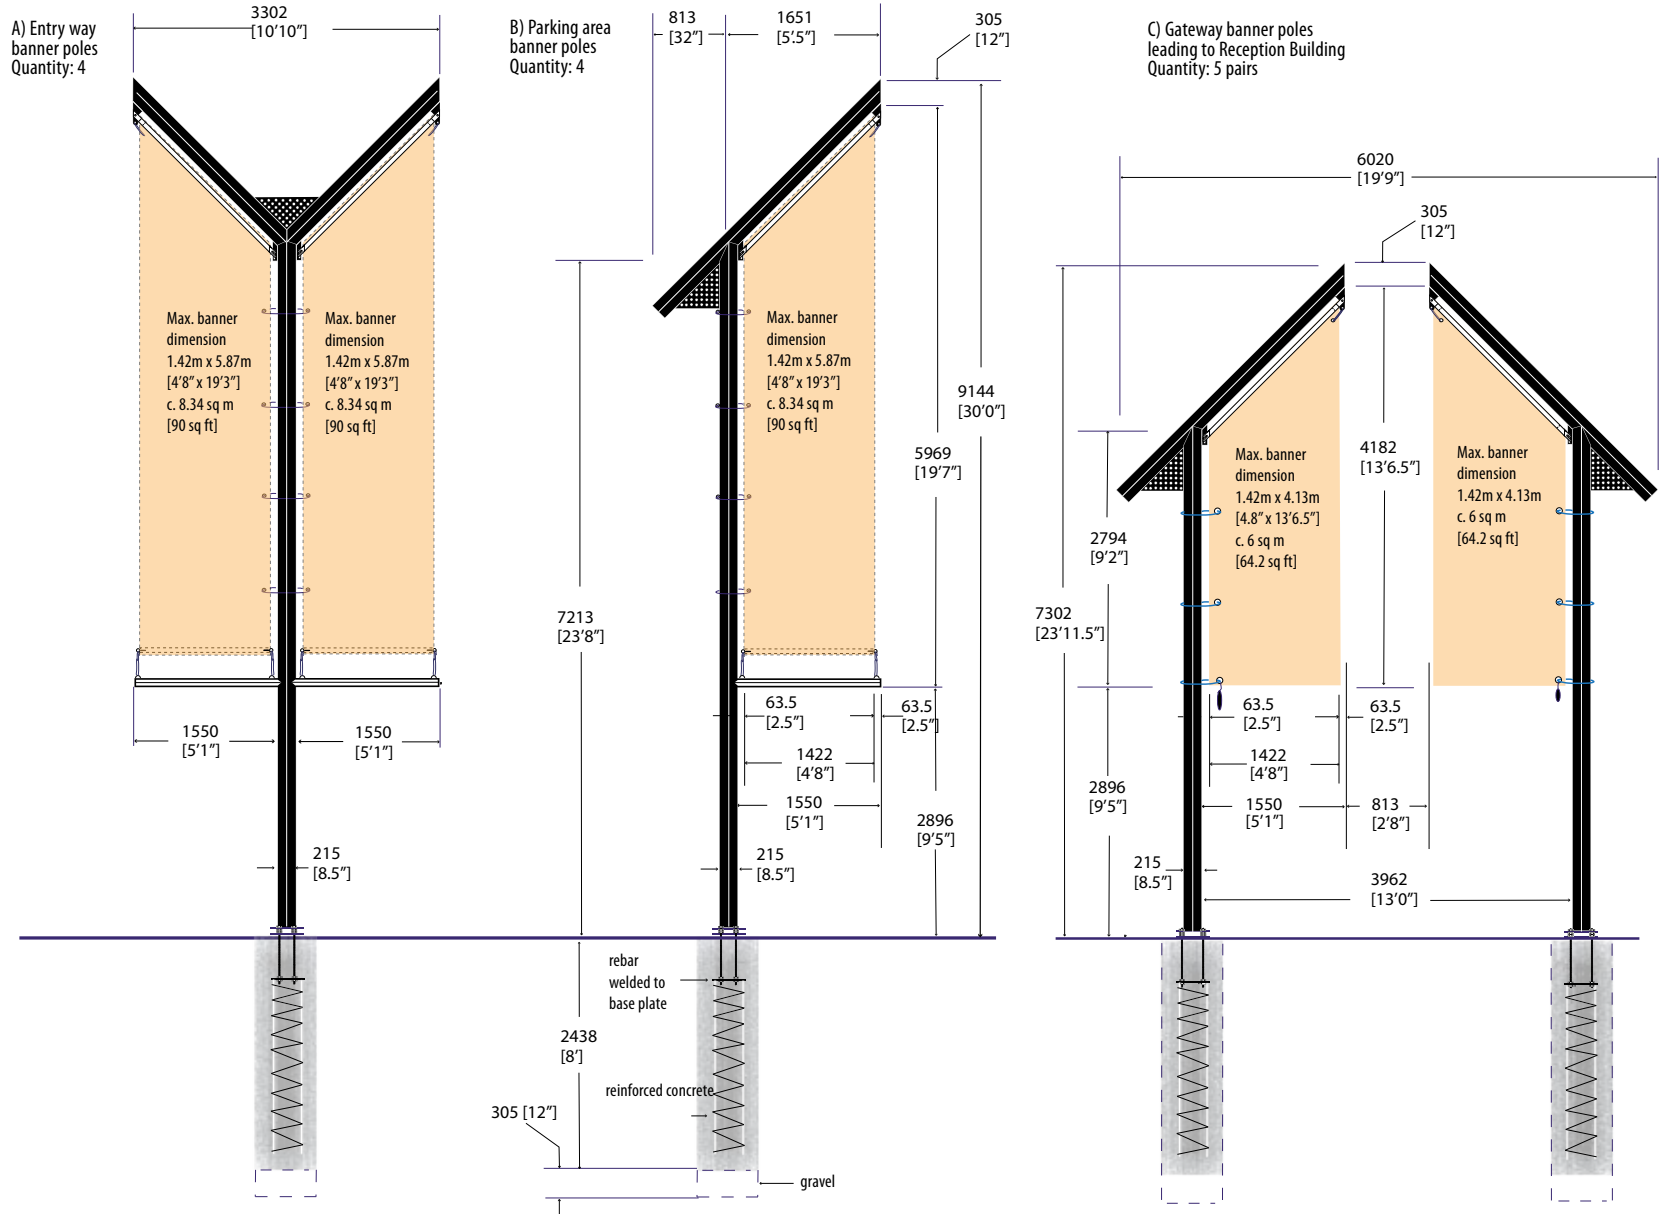 A) Entry way
banner poles
Quantity: 4
3302
[10'10"]
Max. banner
dimension
1.42m x 5.87m
[4'8" x 19'3"]
c. 8.34 sq m
[90 sq ft]
Max. banner
dimension
1.42m x 5.87m
[4'8" x 19'3"]
c. 8.34 sq m
[90 sq ft]
1550
[5'1"]
1550
[5'1"]
215
[8.5"]
B) Parking area
banner poles
Quantity: 4
813
[32"]
1651
[5'.5"]
305
[12"]
Max. banner
dimension
1.42m x 5.87m
[4'8" x 19'3"]
c. 8.34 sq m
[90 sq ft]
9144
[30'0"]
5969
[19'7"]
7213
[23'8"]
63.5
[2.5"]
63.5
[2.5"]
1422
[4'8"]
1550
[5'1"]
2896
[9'5"]
215
[8.5"]
rebar
welded to
base plate
2438
[8']
reinforced concrete
305 [12"]
gravel
C) Gateway banner poles
leading to Reception Building
Quantity: 5 pairs
6020
[19'9"]
305
[12"]
4182
[13'6.5"]
Max. banner
dimension
1.42m x 4.13m
[4.8" x 13'6.5"]
c. 6 sq m
[64.2 sq ft]
Max. banner
dimension
1.42m x 4.13m
c. 6 sq m
[64.2 sq ft]
2794
[9'2"]
7302
[23'11.5"]
63.5
[2.5"]
63.5
[2.5"]
1422
[4'8"]
2896
[9'5"]
1550
[5'1"]
813
[2'8"]
215
[8.5"]
3962
[13'0"]